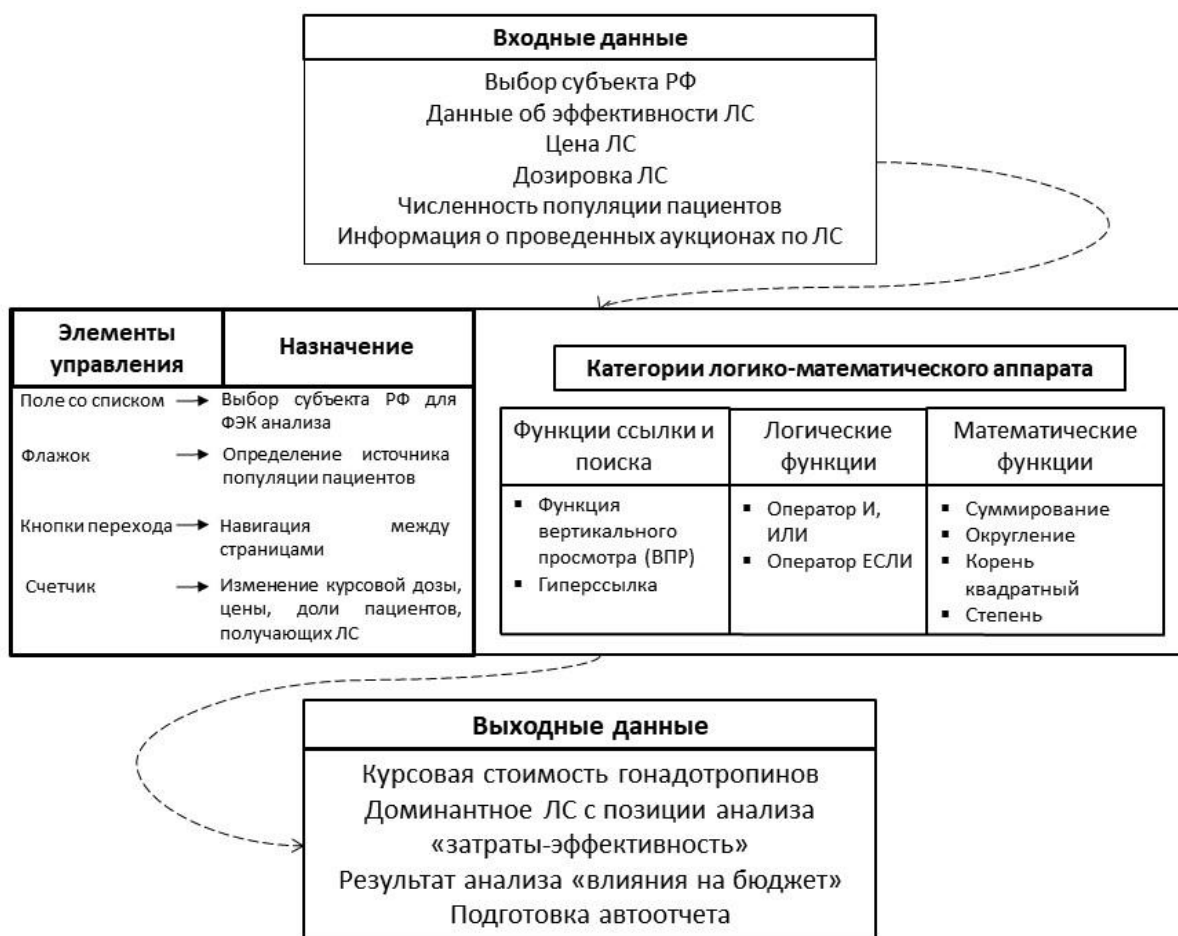 Входные данные
Выбор субъекта РФ
Данные об эффективности ЛС
Цена ЛС
Дозировка ЛС
Численность популяции пациентов
Информация о проведенных аукционах по ЛС
Элементы
управления
Назначение
Поле со списком
Выбор субъекта РФ для
ФЭК анализа
Флажок
Определение источника
популяции пациентов
Кнопки перехода
Навигация между
страницами
Счетчик
Изменение курсовой дозы,
цены, доли пациентов,
получающих ЛС
Категории логико-математического аппарата
Функции ссылки и
поиска
▪ Функция
вертикального
просмотра (ВПР)
▪ Гиперссылка
Логические
функции
▪ Оператор И,
ИЛИ
▪ Оператор ЕСЛИ
Математические
функции
▪ Суммирование
▪ Округление
▪ Корень
квадратный
▪ Степень
Выходные данные
Курсовая стоимость гонадотропинов
Доминантное ЛС с позиции анализа
«затраты-эффективность»
Результат анализа «влияния на бюджет»
Подготовка автоотчета